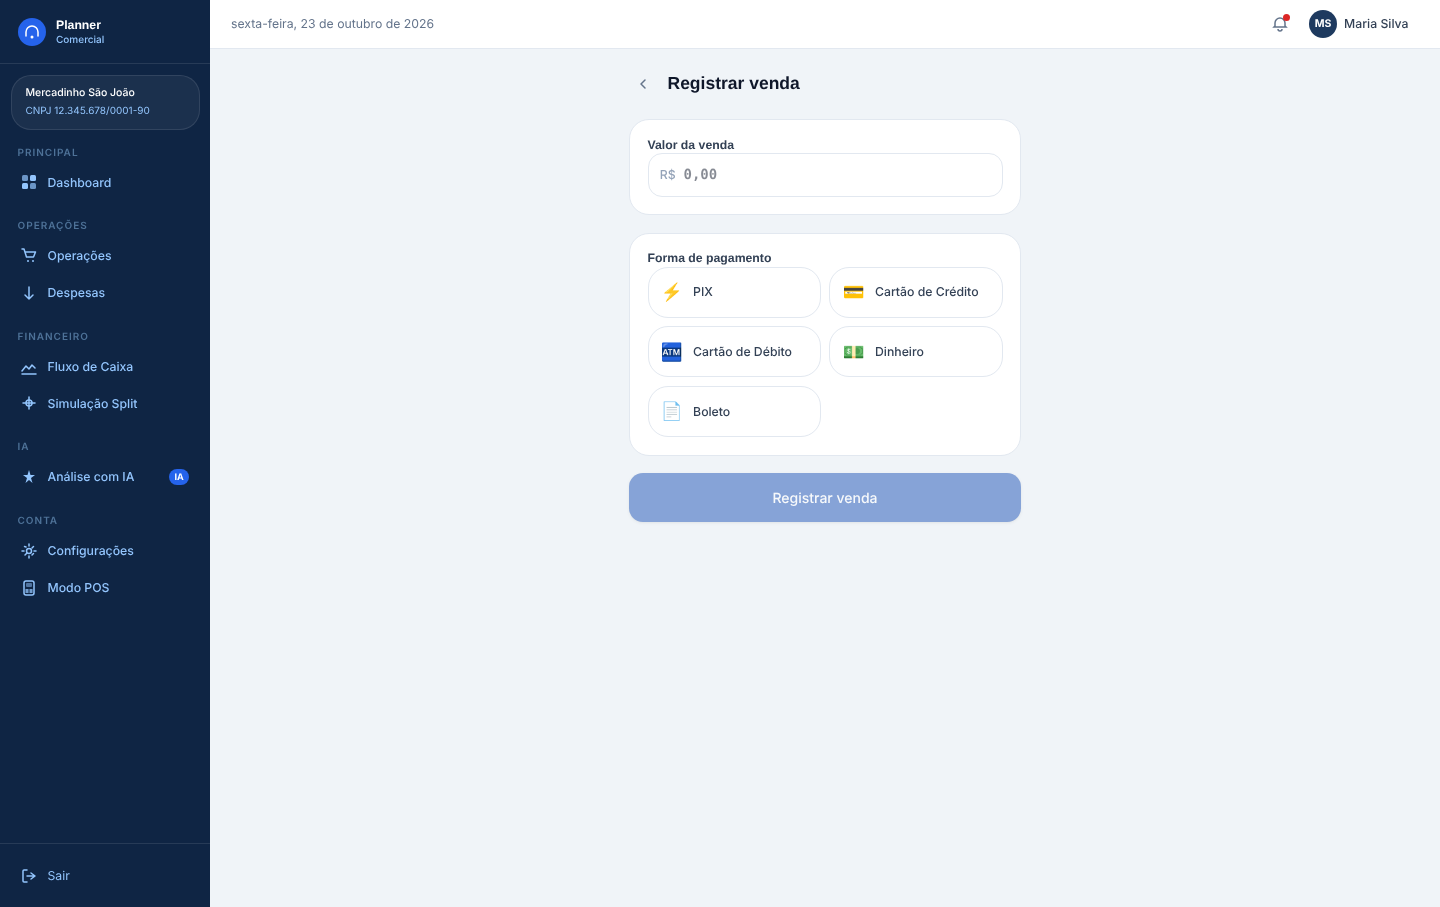 Planner
Comercial
Mercadinho São João
CNPJ 12.345.678/0001-90
PRINCIPAL
Dashboard
OPERAÇÕES
Operações
Despesas
FINANCEIRO
Fluxo de Caixa
Simulação Split
IA
Análise com IA
IA
CONTA
Configurações
Modo POS
Sair
sexta-feira, 23 de outubro de 2026
MS
Maria Silva
Registrar venda
Valor da venda
R$ 0,00
Forma de pagamento
PIX
Cartão de Crédito
ATM
Cartão de Débito
Dinheiro
Boleto
Registrar venda